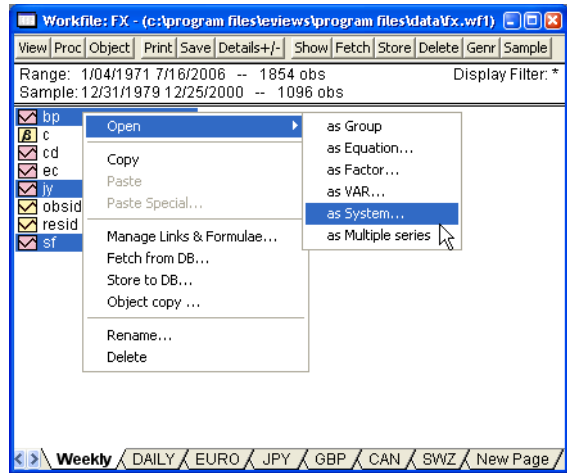 Workfile: FX - (c:\program files\eviews\program files\data\fx.wf1)
View Proc Object Print Save Details+/- Show Fetch Store Delete Genr Sample
Range: 1/04/1971 7/16/2006 -- 1854 obs Display Filter: *
Sample: 12/31/1979 12/25/2000 -- 1096 obs
bp
β c
cd
ec
jy
obsid
resid
sf
Open
Copy
Paste
Paste Special...
Manage Links & Formulae...
Fetch from DB...
Store to DB...
Object copy ...
Rename...
Delete
as Group
as Equation...
as Factor...
as VAR...
as System...
as Multiple series
Weekly DAILY EURO JPY GBP CAN SWZ New Page